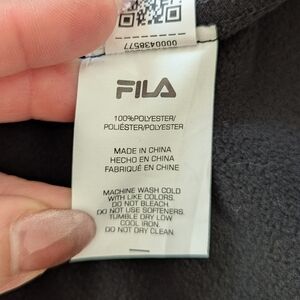 0000436577
FILA
100%POLYESTER/
POLIÉSTER/POLYESTER
MADE IN CHINA
HECHO EN CHINA
FABRIQUÉ EN CHINE
MACHINE WASH COLD
WITH LIKE COLORS.
DO NOT BLEACH.
DO NOT USE SOFTENERS.
TUMBLE DRY LOW
COOL IRON.
DO NOT DRY CLEAN.